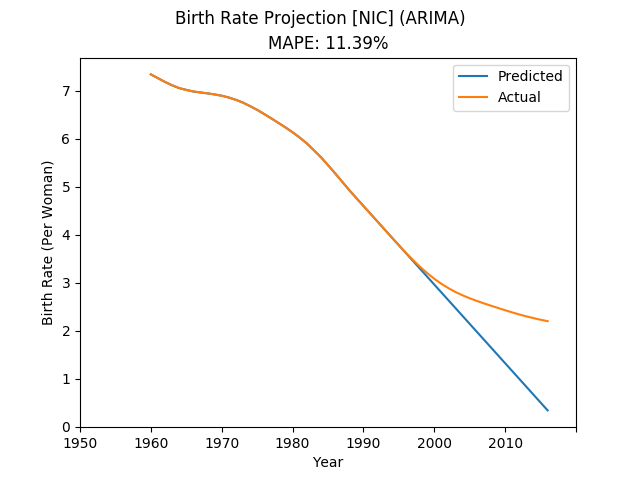 Birth Rate Projection [NIC] (ARIMA)
MAPE: 11.39%
Predicted
Actual
7
6
5
4
3
2
1
0
Birth Rate (Per Woman)
1950 1960 1970 1980 1990 2000 2010
Year